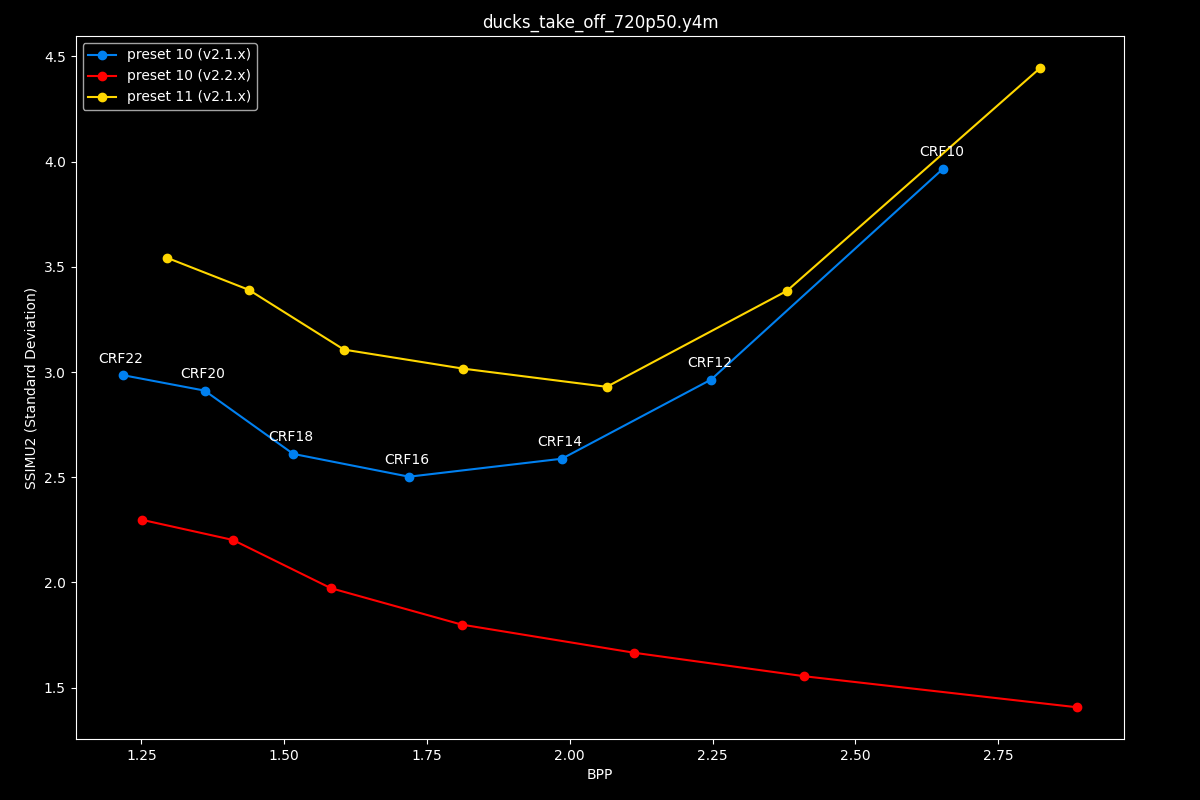 ducks_take_off_720p50.y4m
preset 10 (v2.1.x)
preset 10 (v2.2.x)
preset 11 (v2.1.x)
SSIMU2 (Standard Deviation)
4.5
4.0
3.5
3.0
2.5
2.0
1.5
CRF22
CRF20
CRF18
CRF16
CRF14
CRF12
CRF10
1.25
1.50
1.75
2.00
2.25
2.50
2.75
BPP